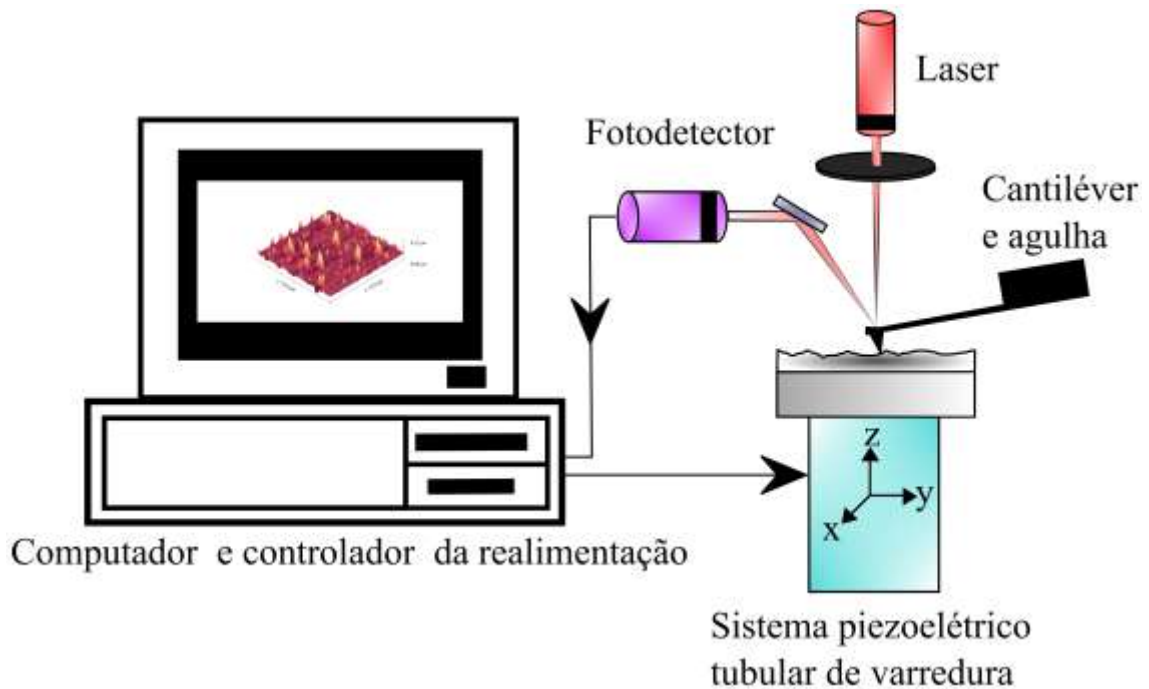 Laser
Fotodetector
Cantiléver
e agulha
z
y
x
Computador e controlador da realimentação
Sistema piezoelétrico
tubular de varredura